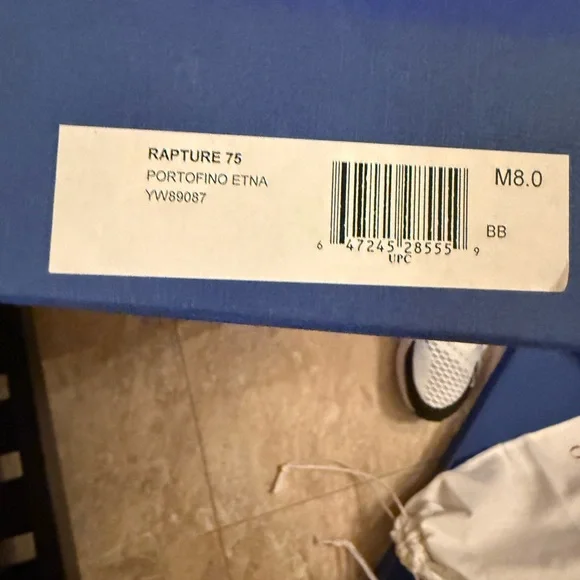 RAPTURE 75
PORTOFINO ETNA
YW89087
M8.0
BB
6 47245 28555 9
UPC